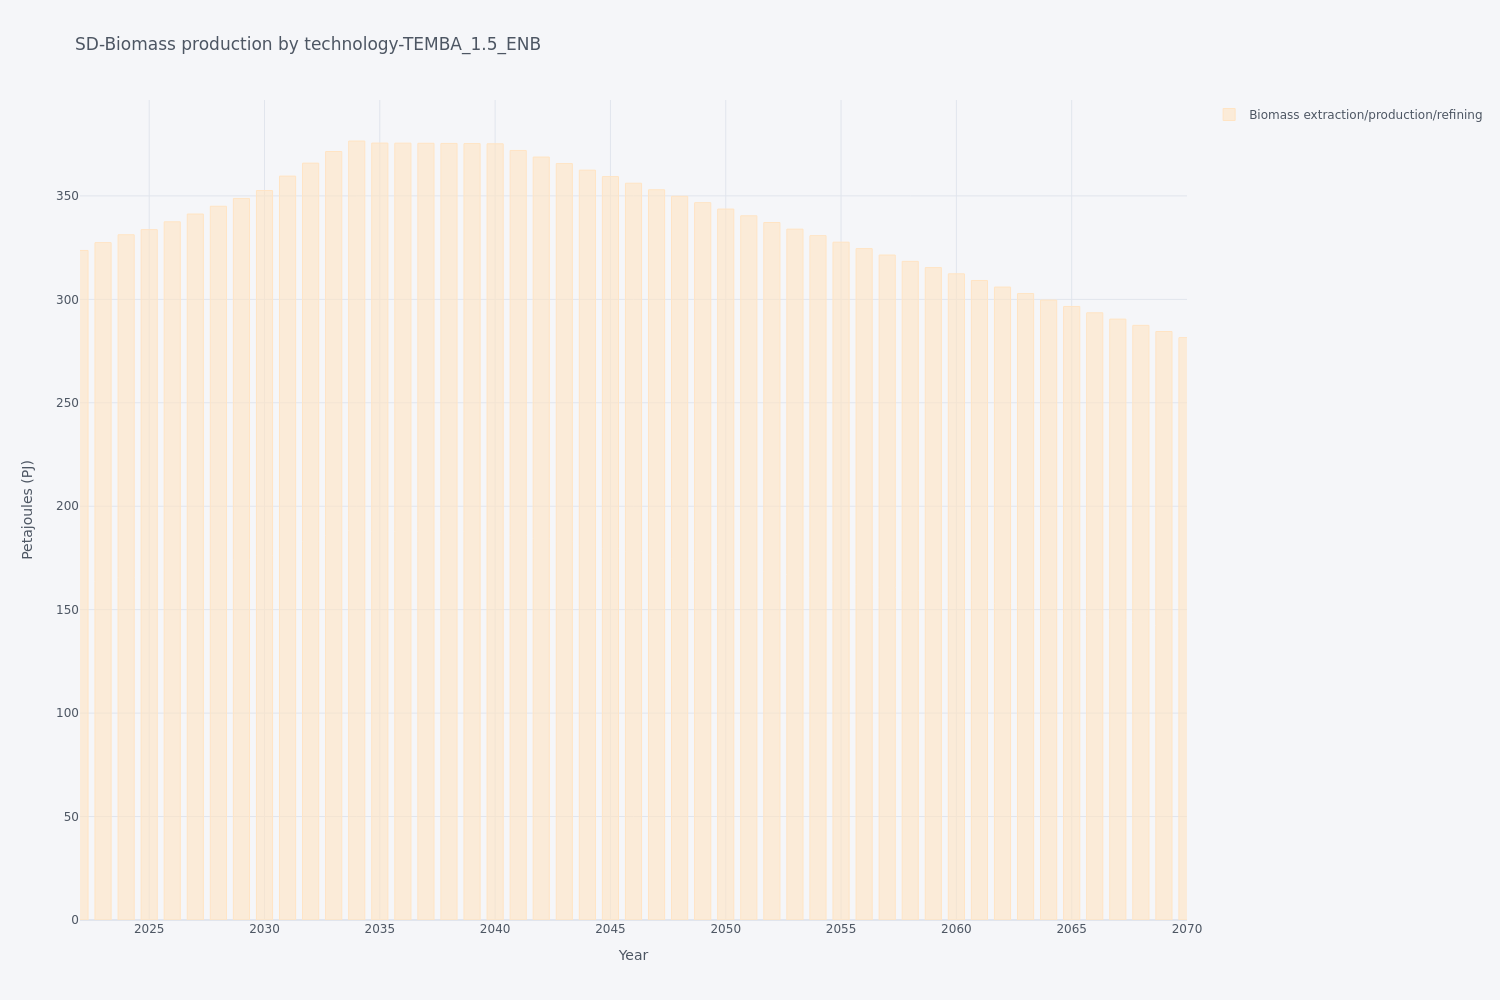 SD-Biomass production by technology-TEMBA_1.5_ENB
Biomass extraction/production/refining
350
300
250
200
150
100
50
0
Petajoules (PJ)
2025 2030 2035 2040 2045 2050 2055 2060 2065 2070
Year